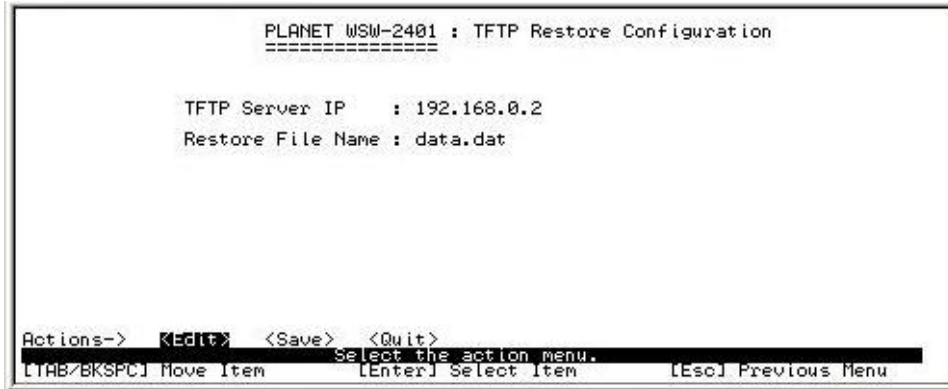 PLANET WSW-2401 : TFTP Restore Configuration
================
TFTP Server IP : 192.168.0.2
Restore File Name : data.dat
Actions-> <Edit> <Save> <Quit>
Select the action menu.
[TAB/BKSPC] Move Item [Enter] Select Item [Esc] Previous Menu